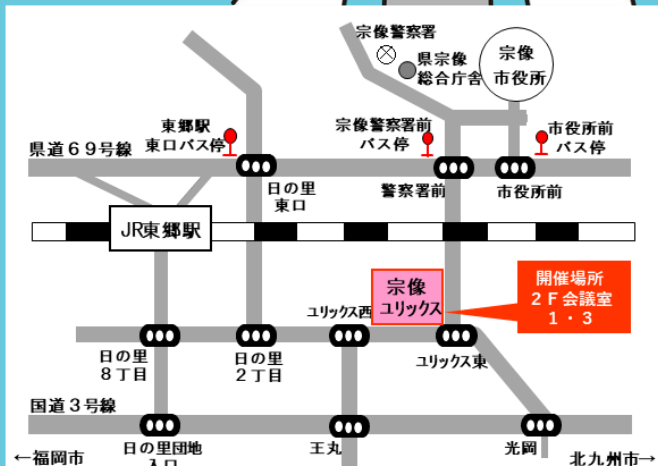 宗像警察署
県宗像
総合庁舎
宗像
市役所
東郷駅
東口バス停
宗像警察署前
バス停
市役所前
バス停
県道69号線
日の里
東口
警察署前
市役所前
JR東郷駅
宗像
ユリックス
開催場所
2F会議室
1・3
ユリックス西
日の里
8丁目
日の里
2丁目
ユリックス東
国道3号線
←福岡市
日の里団地
入口
王丸
光岡
北九州市→